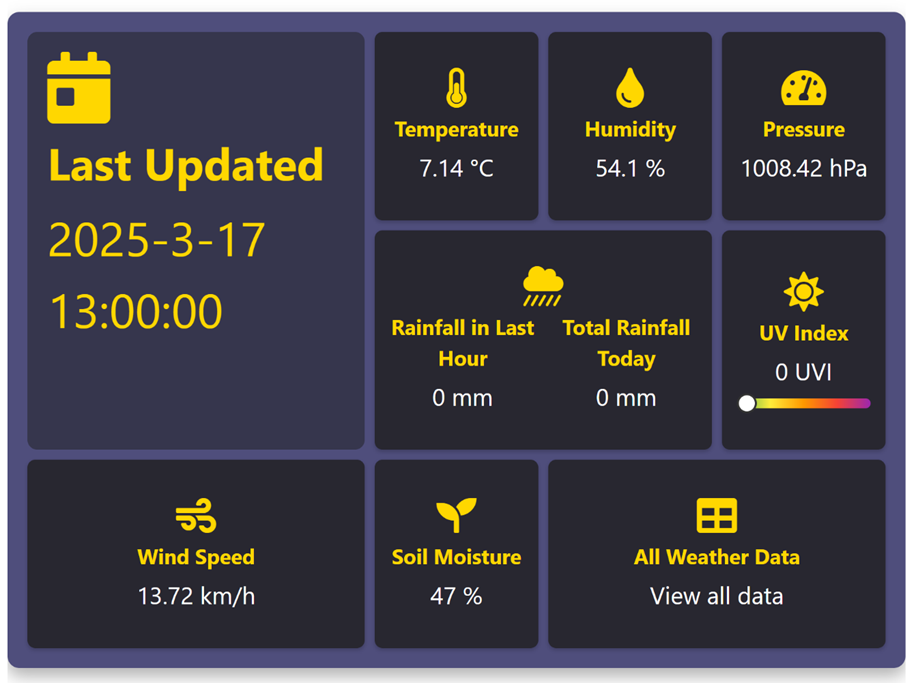 Last Updated
2025-3-17
13:00:00
Temperature
7.14 °C
Humidity
54.1 %
Pressure
1008.42 hPa
Rainfall in Last
Hour
0 mm
Total Rainfall
Today
0 mm
UV Index
0 UVI
Wind Speed
13.72 km/h
Soil Moisture
47 %
All Weather Data
View all data